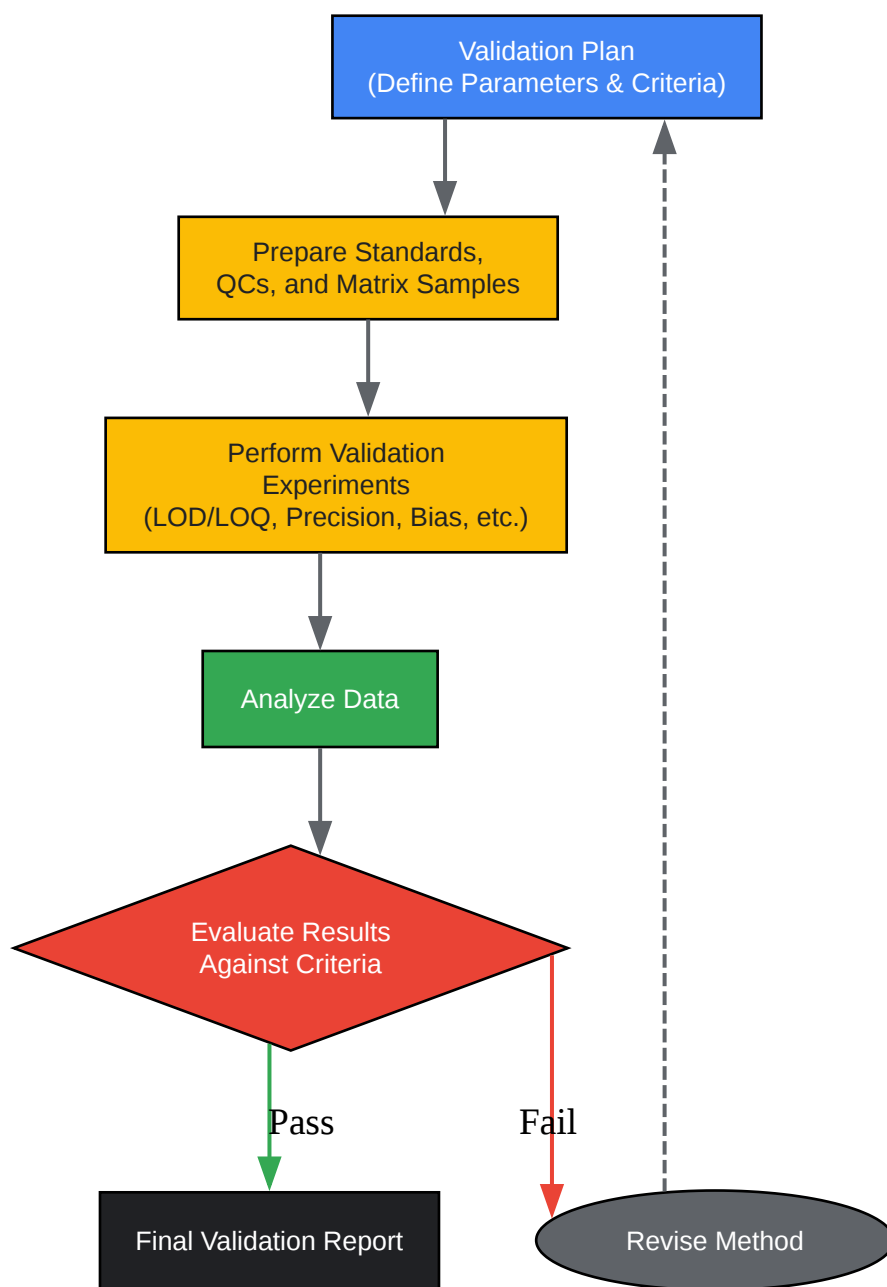 Validation Plan
(Define Parameters & Criteria)
Prepare Standards,
QCs, and Matrix Samples
Perform Validation
Experiments
(LOD/LOQ, Precision, Bias, etc.)
Analyze Data
Evaluate Results
Against Criteria
Pass
Fail
Final Validation Report
Revise Method